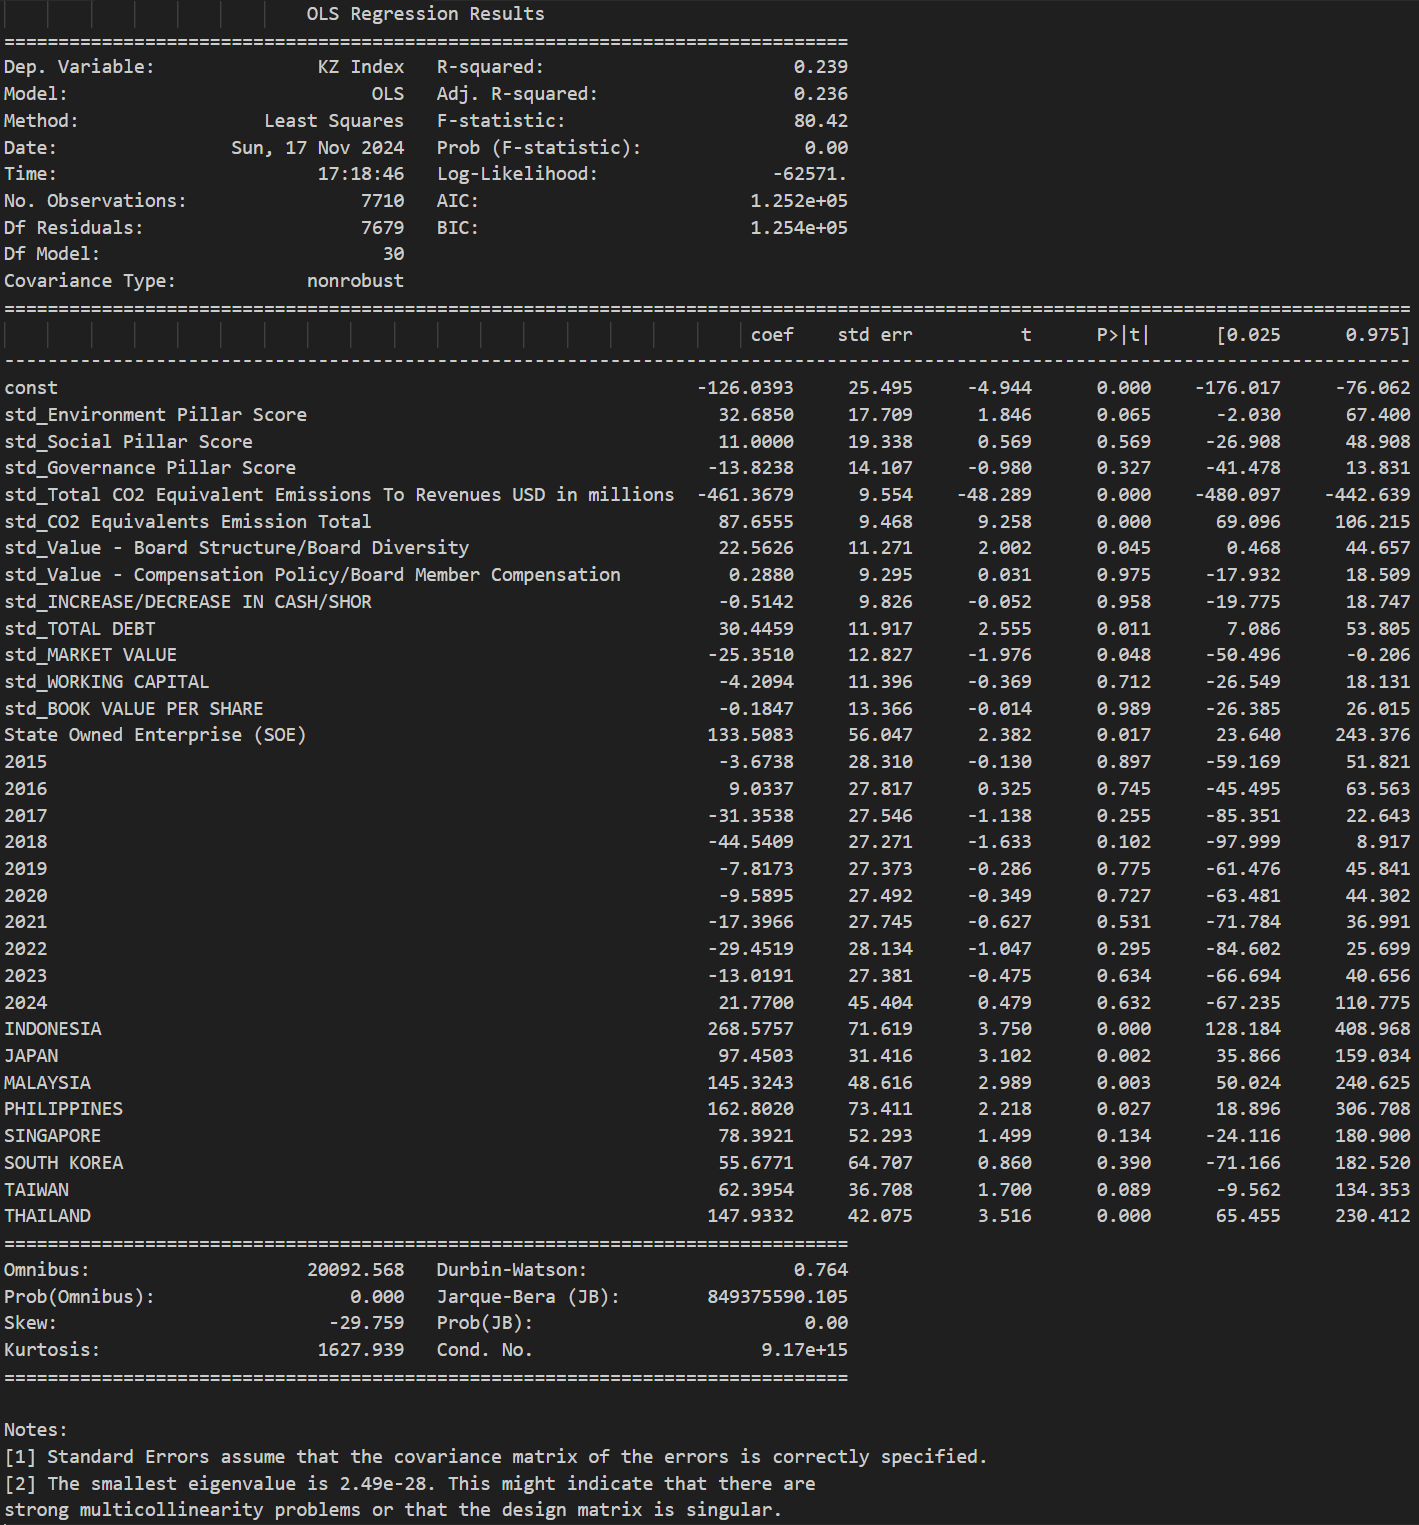 OLS Regression Results
==============================================================================
Dep. Variable: KZ Index R-squared: 0.239
Model: OLS Adj. R-squared: 0.236
Method: Least Squares F-statistic: 80.42
Date: Sun, 17 Nov 2024 Prob (F-statistic): 0.00
Time: 17:18:46 Log-Likelihood: -62571.
No. Observations: 7710 AIC: 1.252e+05
Df Residuals: 7679 BIC: 1.254e+05
Df Model: 30
Covariance Type: nonrobust
==================================================================================================================================
coef std err t P>|t| [0.025 0.975]
----------------------------------------------------------------------------------------------------------------------------------
const -126.0393 25.495 -4.944 0.000 -176.017 -76.062
std_Environment Pillar Score 32.6850 17.709 1.846 0.065 -2.030 67.400
std_Social Pillar Score 11.0000 19.338 0.569 0.569 -26.908 48.908
std_Governance Pillar Score -13.8238 14.107 -0.980 0.327 -41.478 13.831
std_Total CO2 Equivalent Emissions To Revenues USD in millions -461.3679 9.554 -48.289 0.000 -480.097 -442.639
std_CO2 Equivalents Emission Total 87.6555 9.468 9.258 0.000 69.096 106.215
std_Value - Board Structure/Board Diversity 22.5626 11.271 2.002 0.045 0.468 44.657
std_Value - Compensation Policy/Board Member Compensation 0.2880 9.295 0.031 0.975 -17.932 18.509
std_INCREASE/DECREASE IN CASH/SHOR -0.5142 9.826 -0.052 0.958 -19.775 18.747
std_TOTAL DEBT 30.4459 11.917 2.555 0.011 7.086 53.805
std_MARKET VALUE -25.3510 12.827 -1.976 0.048 -50.496 -0.206
std_WORKING CAPITAL -4.2094 11.396 -0.369 0.712 -26.549 18.131
std_BOOK VALUE PER SHARE -0.1847 13.366 -0.014 0.989 -26.385 26.015
State Owned Enterprise (SOE) 133.5083 56.047 2.382 0.017 23.640 243.376
2015 -3.6738 28.310 -0.130 0.897 -59.169 51.821
2016 9.0337 27.817 0.325 0.745 -45.495 63.563
2017 -31.3538 27.546 -1.138 0.255 -85.351 22.643
2018 -44.5409 27.271 -1.633 0.102 -97.999 8.917
2019 -7.8173 27.373 -0.286 0.775 -61.476 45.841
2020 -9.5895 27.492 -0.349 0.727 -63.481 44.302
2021 -17.3966 27.745 -0.627 0.531 -71.784 36.991
2022 -29.4519 28.134 -1.047 0.295 -84.602 25.699
2023 -13.0191 27.381 -0.475 0.634 -66.694 40.656
2024 21.7700 45.404 0.479 0.632 -67.235 110.775
INDONESIA 268.5757 71.619 3.750 0.000 128.184 408.968
JAPAN 97.4503 31.416 3.102 0.002 35.866 159.034
MALAYSIA 145.3243 48.616 2.989 0.003 50.024 240.625
PHILIPPINES 162.8020 73.411 2.218 0.027 18.896 306.708
SINGAPORE 78.3921 52.293 1.499 0.134 -24.116 180.900
SOUTH KOREA 55.6771 64.707 0.860 0.390 -71.166 182.520
TAIWAN 62.3954 36.708 1.700 0.089 -9.562 134.353
THAILAND 147.9332 42.075 3.516 0.000 65.455 230.412
==============================================================================
Omnibus: 20092.568 Durbin-Watson: 0.764
Prob(Omnibus): 0.000 Jarque-Bera (JB): 849375590.105
Skew: -29.759 Prob(JB): 0.00
Kurtosis: 1627.939 Cond. No. 9.17e+15
==============================================================================
Notes:
[1] Standard Errors assume that the covariance matrix of the errors is correctly specified.
[2] The smallest eigenvalue is 2.49e-28. This might indicate that there are
strong multicollinearity problems or that the design matrix is singular.